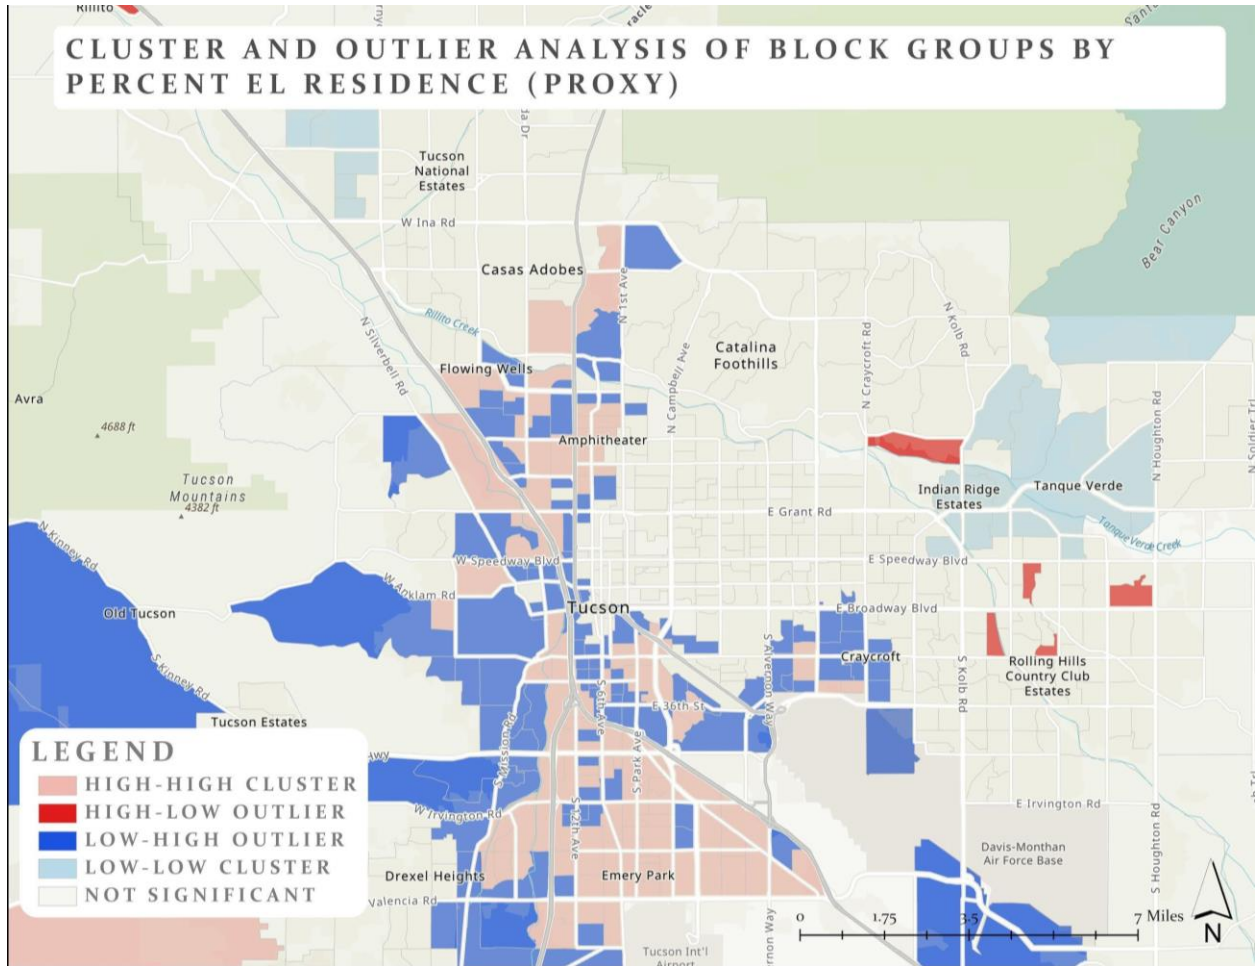 Rillito
CLUSTER AND OUTLIER ANALYSIS OF BLOCK GROUPS BY
PERCENT EL RESIDENCE (PROXY)
Tucson
National
Estates
W Ina Rd
Bear Canyon
Casas Adobes
N 1st Ave
Rillito Creek
N Silverbell Rd
N Kolb Rd
N Craycroft Rd
Catalina
Foothills
N Campbell Ave
Flowing Wells
Avra
N Houghton Rd
N Soldier Trl
4688 ft
Amphitheater
Tucson
Mountains
4382 ft
Indian Ridge
Estates
Tanque Verde
E Grant Rd
N Kinney Rd
Tanque Verde Creek
W Speedway Blvd
E Speedway Blvd
W Anklam Rd
Old Tucson
Tucson
E Broadway Blvd
S Alvernon Way
Craycroft
S Kinney Rd
S Kolb Rd
Rolling Hills
Country Club
Estates
S 6th Ave
E 36th St
Tucson Estates
S Mission Rd
S Park Ave
LEGEND
Hwy
HIGH-HIGH CLUSTER
HIGH-LOW OUTLIER
LOW-HIGH OUTLIER
LOW-LOW CLUSTER
NOT SIGNIFICANT
W Irvington Rd
S 12th Ave
E Irvington Rd
S Houghton Rd
Davis-Monthan
Air Force Base
Drexel Heights
Emery Park
Valencia Rd
0 1.75 3.5 7 Miles
N
Tucson Int'l
Airport